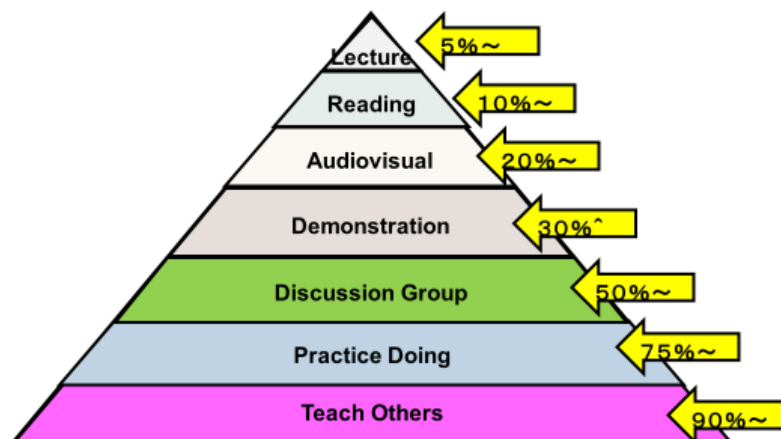 Lecture
5%~
Reading
10%~
Audiovisual
20%~
Demonstration
30%^
Discussion Group
50%~
Practice Doing
75%~
Teach Others
90%~